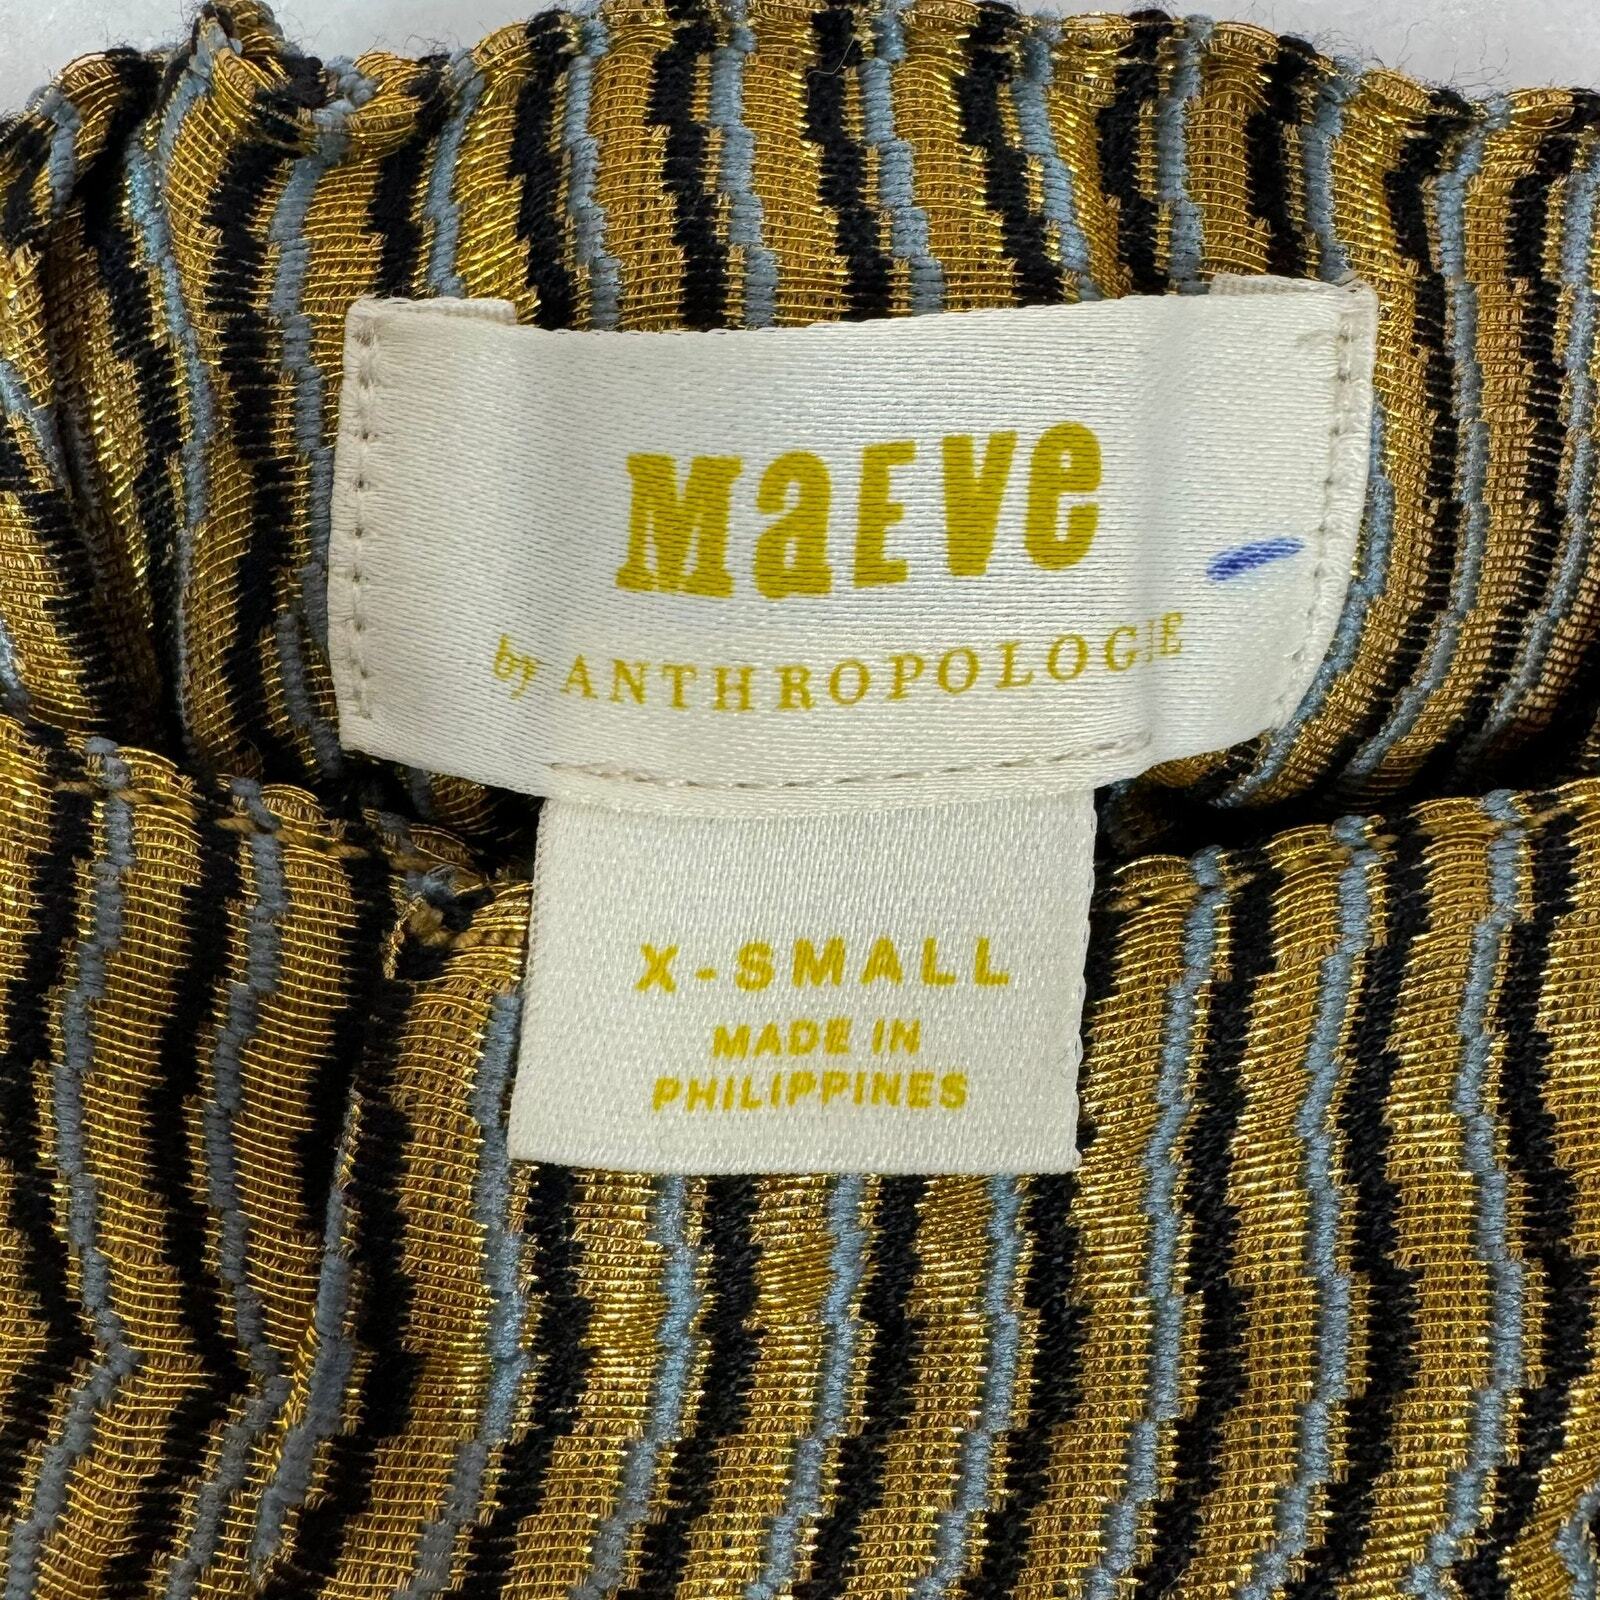 MaEVe
by ANTHROPOLOGIE
X-SMALL
MADE IN
PHILIPPINES